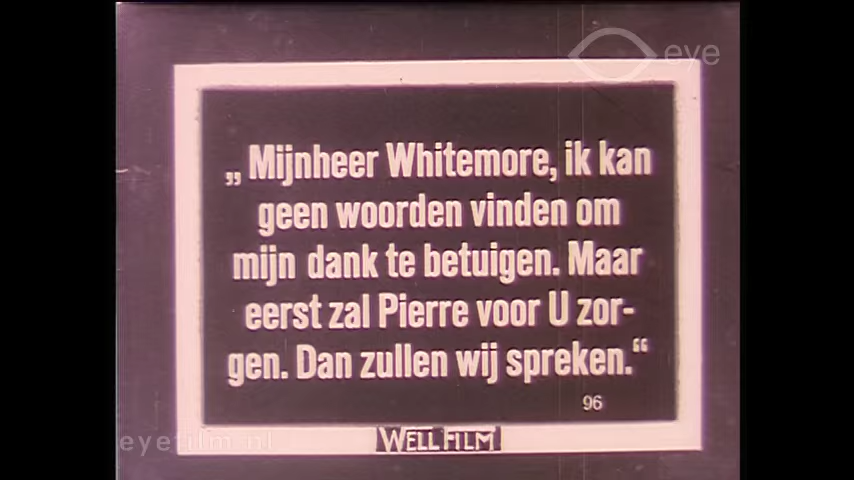 eye
„Mijnheer Whitemore, ik kan
geen woorden vinden om
mijn dank te betuigen. Maar
eerst zal Pierre voor U zor-
gen. Dan zullen wij spreken.“
96
WELL FILM
eyefilm.nl